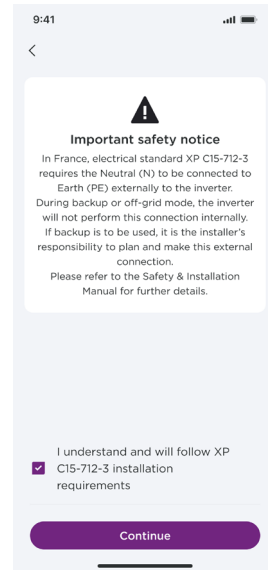 9:41
Important safety notice
In France, electrical standard XP C15-712-3
requires the Neutral (N) to be connected to
Earth (PE) externally to the inverter.
During backup or off-grid mode, the inverter
will not perform this connection internally.
If backup is to be used, it is the installer's
responsibility to plan and make this external
connection.
Please refer to the Safety & Installation
Manual for further details.
I understand and will follow XP
C15-712-3 installation
requirements
Continue